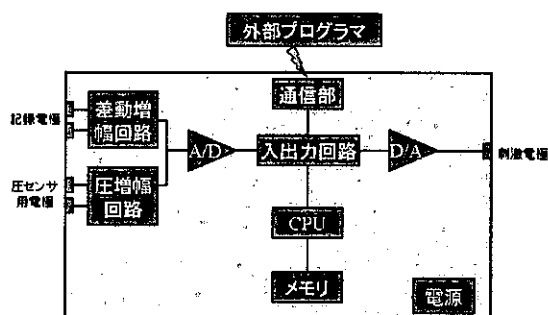 外部プログラマ
通信部
記録電極
差動増
幅回路
A/D
入出力回路
D/A
刺激電極
圧センサ
用電極
圧増幅
回路
CPU
メモリ
電源